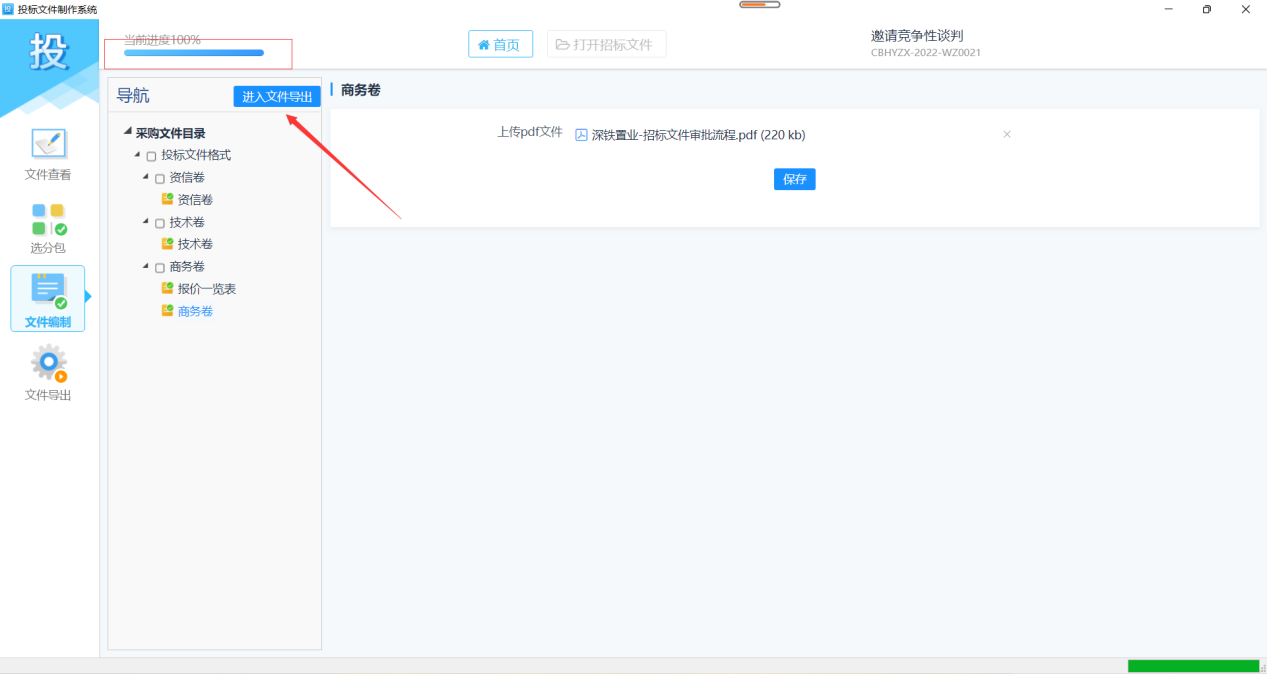 投标文件制作系统
投
当前进度100%
首页
打开招标文件
邀请竞争性谈判
CBHYZX-2022-WZ0021
文件查看
选分包
文件编制
文件导出
导航
进入文件导出
采购文件目录
投标文件格式
资信卷
资信卷
技术卷
技术卷
商务卷
报价一览表
商务卷
商务卷
上传pdf文件
深铁置业-招标文件审批流程.pdf (220 kb)
保存